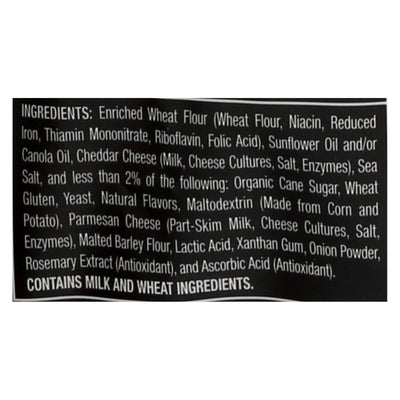 INGREDIENTS: Enriched Wheat Flour (Wheat Flour, Niacin, Reduced
Iron, Thiamin Mononitrate, Riboflavin, Folic Acid), Sunflower Oil and/or
Canola Oil, Cheddar Cheese (Milk, Cheese Cultures, Salt, Enzymes), Sea
Salt, and less than 2% of the following: Organic Cane Sugar, Wheat
Gluten, Yeast, Natural Flavors, Maltodextrin (Made from Corn and
Potato), Parmesan Cheese (Part-Skim Milk, Cheese Cultures, Salt,
Enzymes), Malted Barley Flour, Lactic Acid, Xanthan Gum, Onion Powder,
Rosemary Extract (Antioxidant), and Ascorbic Acid (Antioxidant).
CONTAINS MILK AND WHEAT INGREDIENTS.